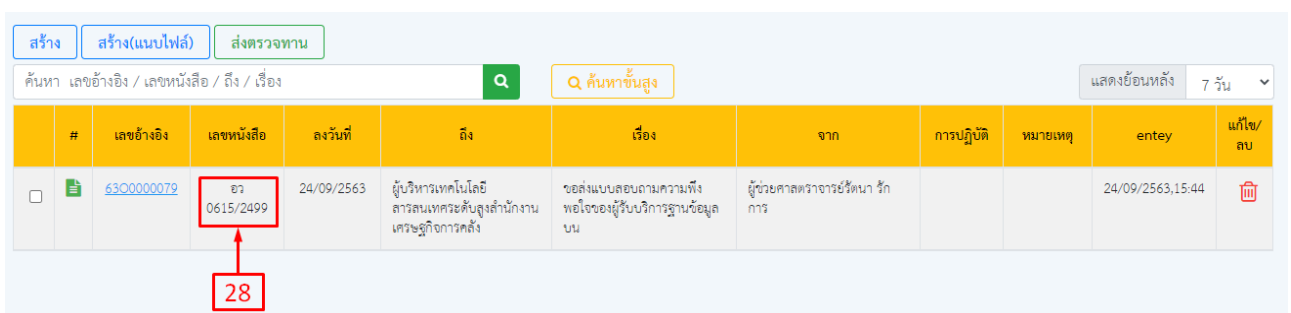 สร้าง สร้าง(แนบไฟล์) ส่งตรวจทาน
ค้นหา เลขอ้างอิง / เลขหนังสือ / ถึง / เรื่อง ค้นหาขั้นสูง แสดงย้อนหลัง 7 วัน
# เลขอ้างอิง เลขหนังสือ ลงวันที่ ถึง เรื่อง จาก การปฏิบัติ หมายเหตุ entey แก้ไข/
ลบ
63O0000079 อว 24/09/2563 ผู้บริหารเทคโนโลยี ขอส่งแบบสอบถามความพึง ผู้ช่วยศาสตราจารย์รัตนา รัก 24/09/2563,15:44
0615/2499 สารสนเทศระดับสูงสำนักงาน พอใจของผู้รับบริการฐานข้อมูล การ
เศรษฐกิจการคลัง บน
28